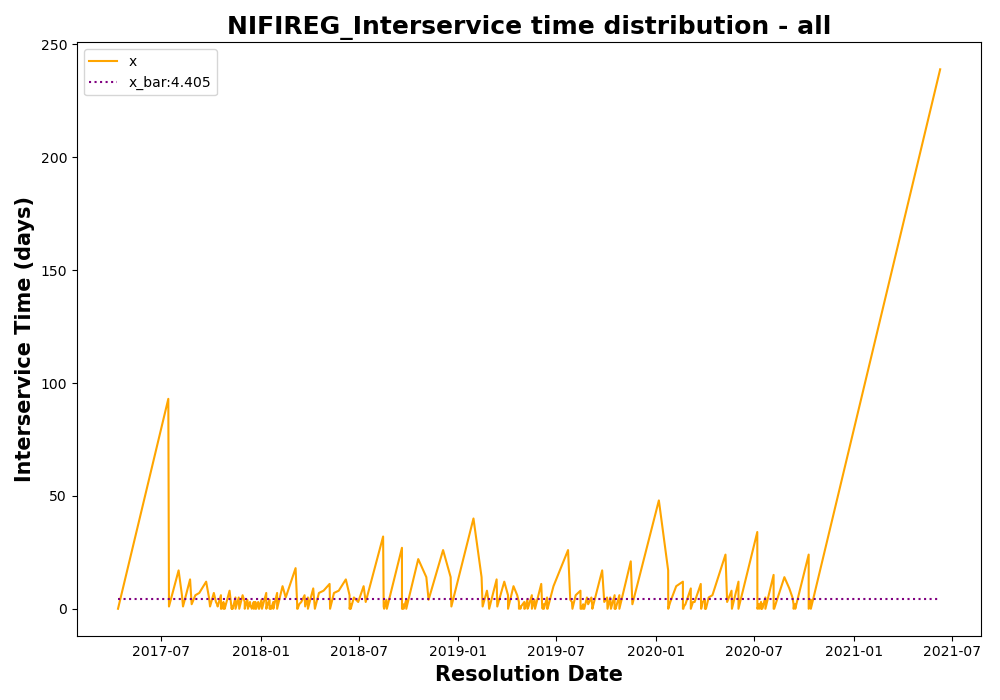 NIFIREG_Interservice time distribution - all
x
x_bar:4.405
Interservice Time (days)
250
200
150
100
50
0
2017-07 2018-01 2018-07 2019-01 2019-07 2020-01 2020-07 2021-01 2021-07
Resolution Date